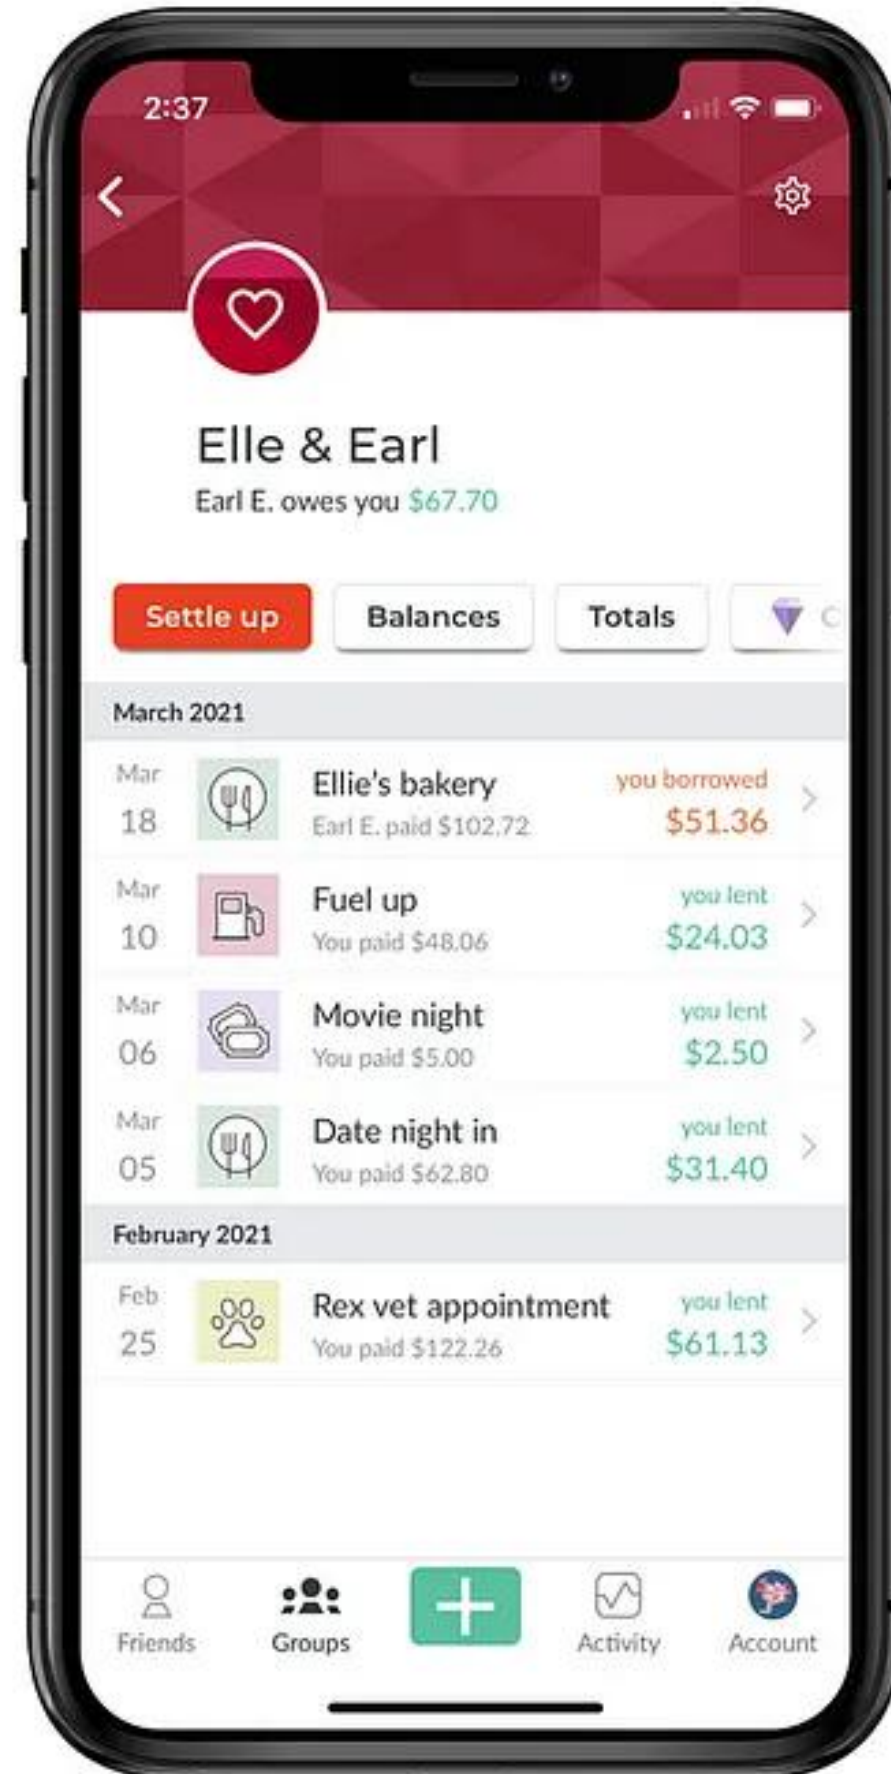 2:37
Elle & Earl
Earl E. owes you $67.70
Settle up
Balances
Totals
C
March 2021
Mar
18
Ellie's bakery
Earl E. paid $102.72
you borrowed
$51.36
Mar
10
Fuel up
You paid $48.06
you lent
$24.03
Mar
06
Movie night
You paid $5.00
you lent
$2.50
Mar
05
Date night in
You paid $62.80
you lent
$31.40
February 2021
Feb
25
Rex vet appointment
You paid $122.26
you lent
$61.13
Friends
Groups
Activity
Account